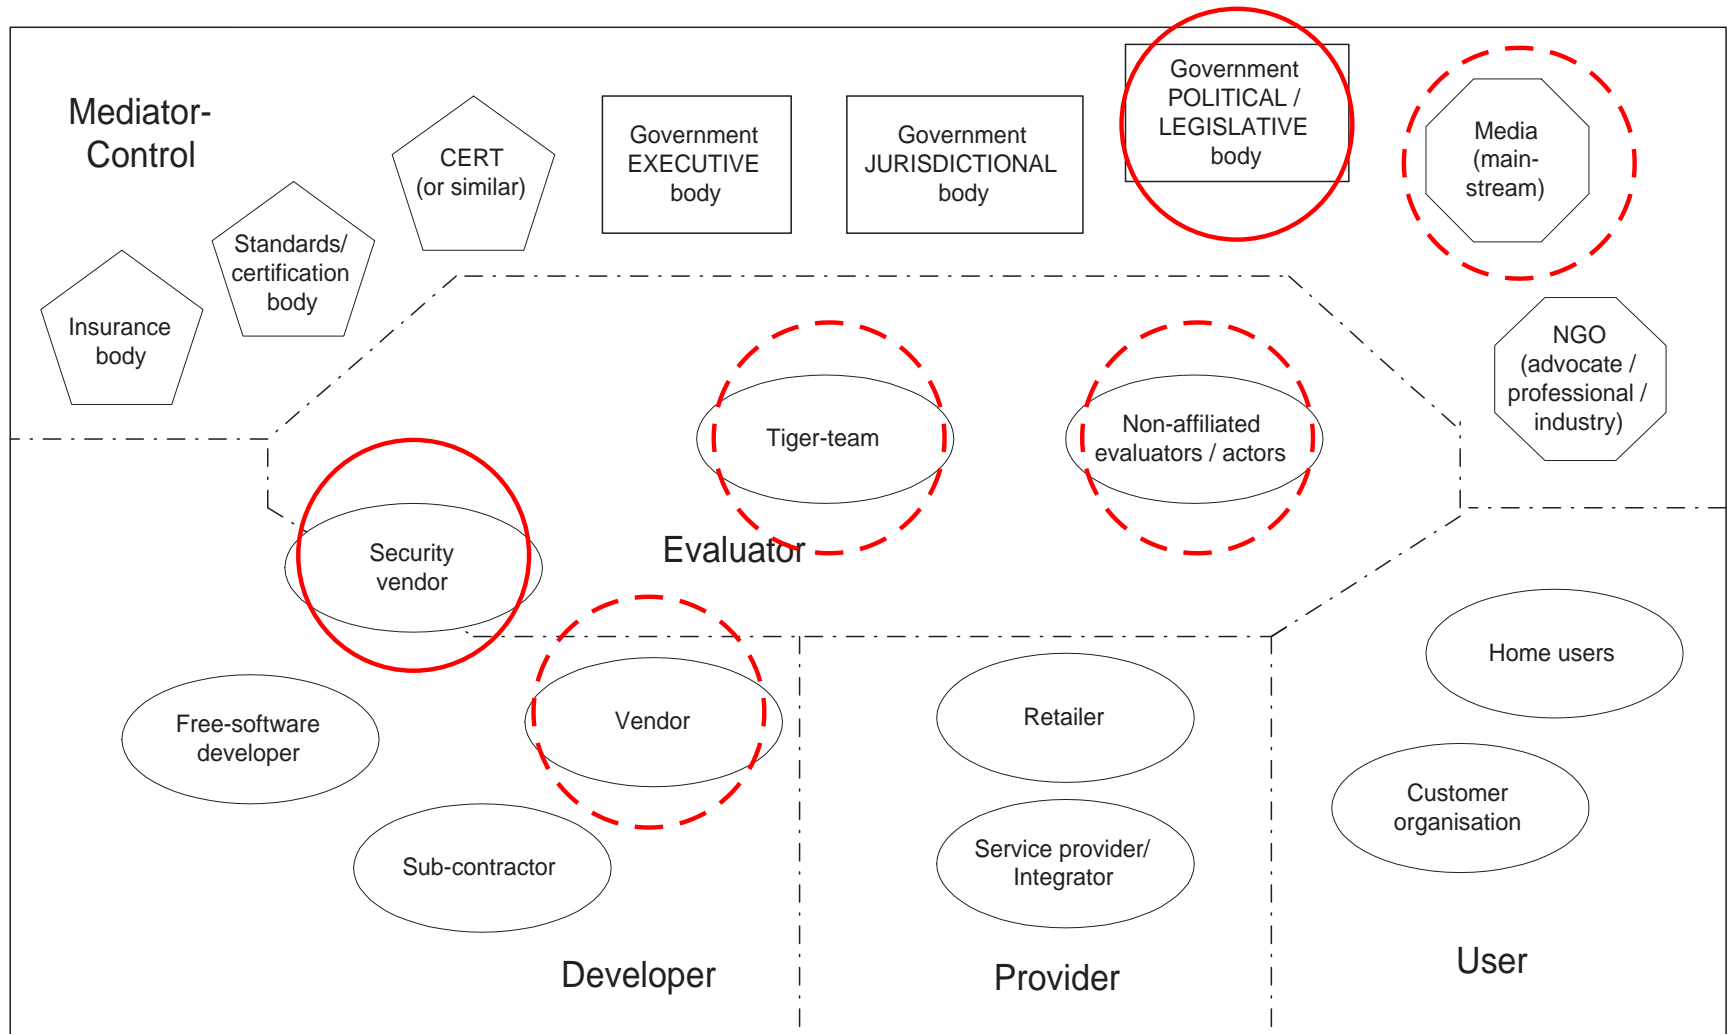 Mediator-
Control
Insurance
body
Standards/
certification
body
CERT
(or similar)
Government
EXECUTIVE
body
Government
JURISDICTIONAL
body
Government
POLITICAL /
LEGISLATIVE
body
Media
(main-
stream)
NGO
(advocate /
professional /
industry)
Tiger-team
Non-affiliated
evaluators / actors
Evaluator
Security
vendor
Free-software
developer
Vendor
Sub-contractor
Developer
Retailer
Service provider/
Integrator
Provider
Home users
Customer
organisation
User